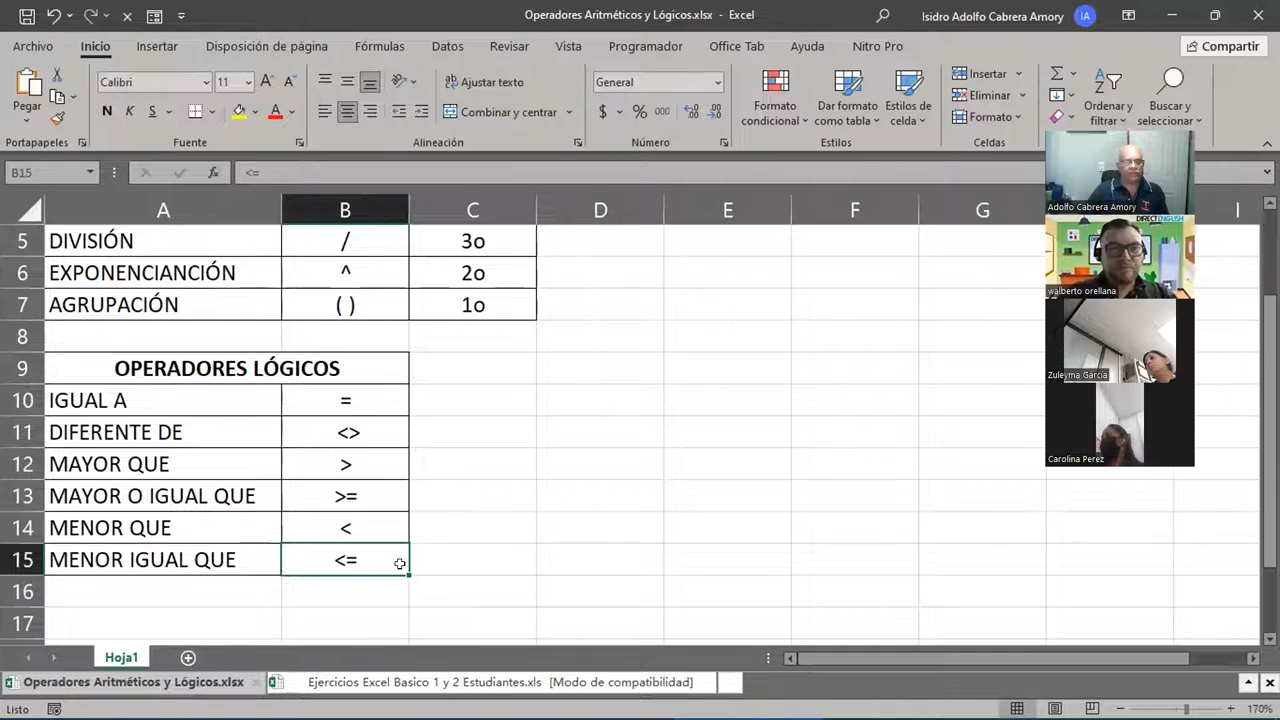 Operadores Aritméticos y Lógicos.xlsx - Excel
Isidro Adolfo Cabrera Amory IA
Archivo Inicio Insertar Disposición de página Fórmulas Datos Revisar Vista Programador Office Tab Ayuda Nitro Pro Compartir
Pegar
Calibri 11
Ajustar texto
General
Formato condicional
Dar formato como tabla
Estilos de celda
Insertar
Eliminar
Formato
Ordenar y filtrar
Buscar y seleccionar
N K S
Combinar y centrar
$ % 000
Portapapeles Fuente Alineación Número Estilos Celdas
B15 fx <=
A B C D E F G I
5 DIVISIÓN / 3o
6 EXPONENCIANCIÓN ^ 2o
7 AGRUPACIÓN ( ) 1o
8
9 OPERADORES LÓGICOS
10 IGUAL A =
11 DIFERENTE DE <>
12 MAYOR QUE >
13 MAYOR O IGUAL QUE >=
14 MENOR QUE <
15 MENOR IGUAL QUE <=
16
17
Adolfo Cabrera Amory
DIRECTENGLISH
walberto orellana
Zuleyma Garcia
Carolina Perez
Hoja1
Operadores Aritméticos y Lógicos.xlsx
Ejercicios Excel Basico 1 y 2 Estudiantes.xls [Modo de compatibilidad]
Listo
170%